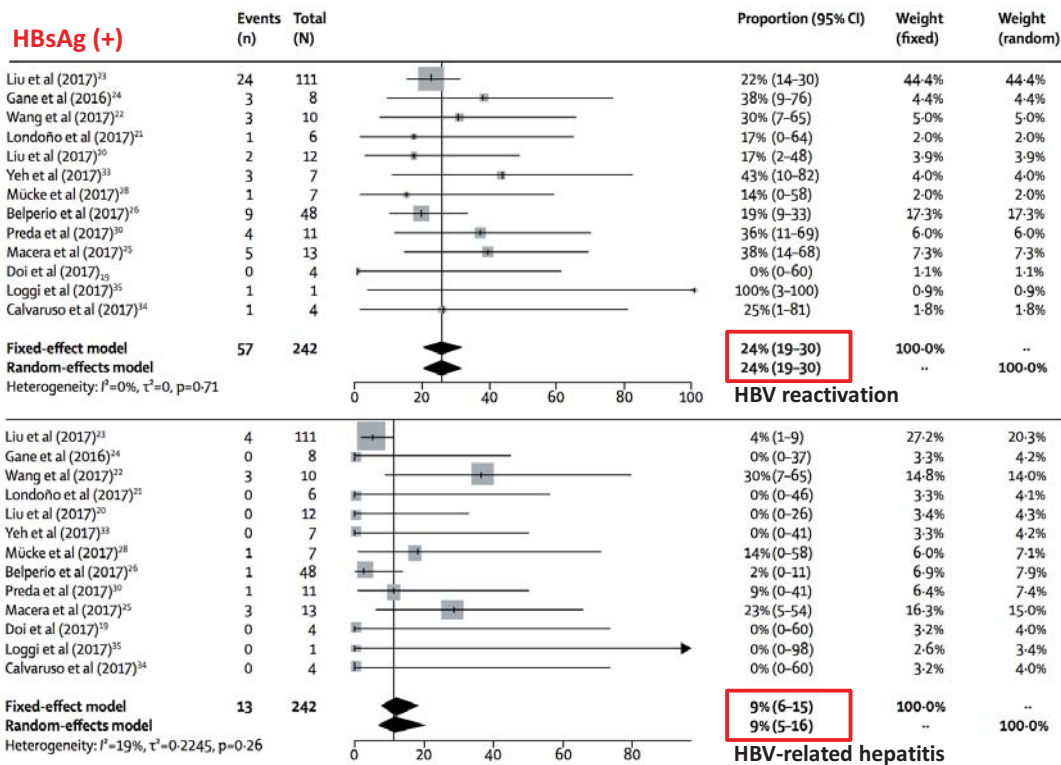 HBsAg (+)
Events (n) Total (N) Proportion (95% CI) Weight (fixed) Weight (random)
Liu et al (2017)23 24 111 22% (14–30) 44·4% 44·4%
Gane et al (2016)24 3 8 38% (9–76) 4·4% 4·4%
Wang et al (2017)22 3 10 30% (7–65) 5·0% 5·0%
Londoño et al (2017)21 1 6 17% (0–64) 2·0% 2·0%
Liu et al (2017)20 2 12 17% (2–48) 3·9% 3·9%
Yeh et al (2017)33 3 7 43% (10–82) 4·0% 4·0%
Mücke et al (2017)28 1 7 14% (0–58) 2·0% 2·0%
Belperio et al (2017)26 9 48 19% (9–33) 17·3% 17·3%
Preda et al (2017)30 4 11 36% (11–69) 6·0% 6·0%
Macera et al (2017)25 5 13 38% (14–68) 7·3% 7·3%
Doi et al (2017)19 0 4 0% (0–60) 1·1% 1·1%
Loggi et al (2017)35 1 1 100% (3–100) 0·9% 0·9%
Calvaruso et al (2017)34 1 4 25% (1–81) 1·8% 1·8%
Fixed-effect model 57 242 24% (19–30) 100·0% ··
Random-effects model 24% (19–30) ·· 100·0%
Heterogeneity: I²=0%, τ²=0, p=0·71
0 20 40 60 80 100
HBV reactivation
Liu et al (2017)23 4 111 4% (1–9) 27·2% 20·3%
Gane et al (2016)24 0 8 0% (0–37) 3·3% 4·2%
Wang et al (2017)22 3 10 30% (7–65) 14·8% 14·0%
Londoño et al (2017)21 0 6 0% (0–46) 3·3% 4·1%
Liu et al (2017)20 0 12 0% (0–26) 3·4% 4·3%
Yeh et al (2017)33 0 7 0% (0–41) 3·3% 4·2%
Mücke et al (2017)28 1 7 14% (0–58) 6·0% 7·1%
Belperio et al (2017)26 1 48 2% (0–11) 6·9% 7·9%
Preda et al (2017)30 1 11 9% (0–41) 6·4% 7·4%
Macera et al (2017)25 3 13 23% (5–54) 16·3% 15·0%
Doi et al (2017)19 0 4 0% (0–60) 3·2% 4·0%
Loggi et al (2017)35 0 1 0% (0–98) 2·6% 3·4%
Calvaruso et al (2017)34 0 4 0% (0–60) 3·2% 4·0%
Fixed-effect model 13 242 9% (6–15) 100·0% ··
Random-effects model 9% (5–16) ·· 100·0%
Heterogeneity: I²=19%, τ²=0·2245, p=0·26
0 20 40 60 80
HBV-related hepatitis